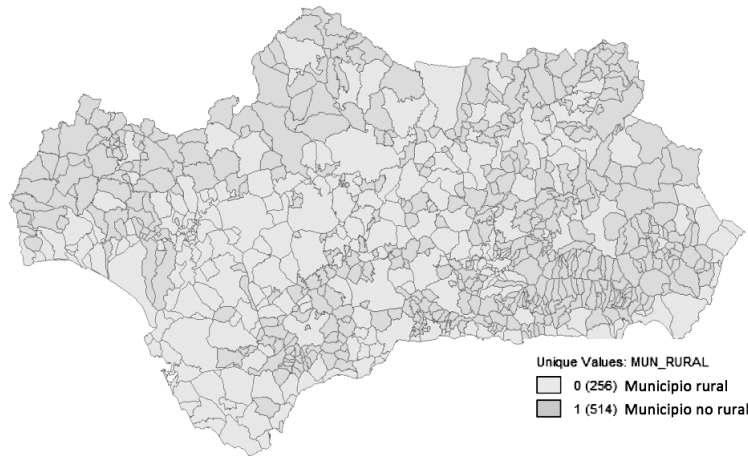 Unique Values: MUN_RURAL
0 (256) Municipio rural
1 (514) Municipio no rural